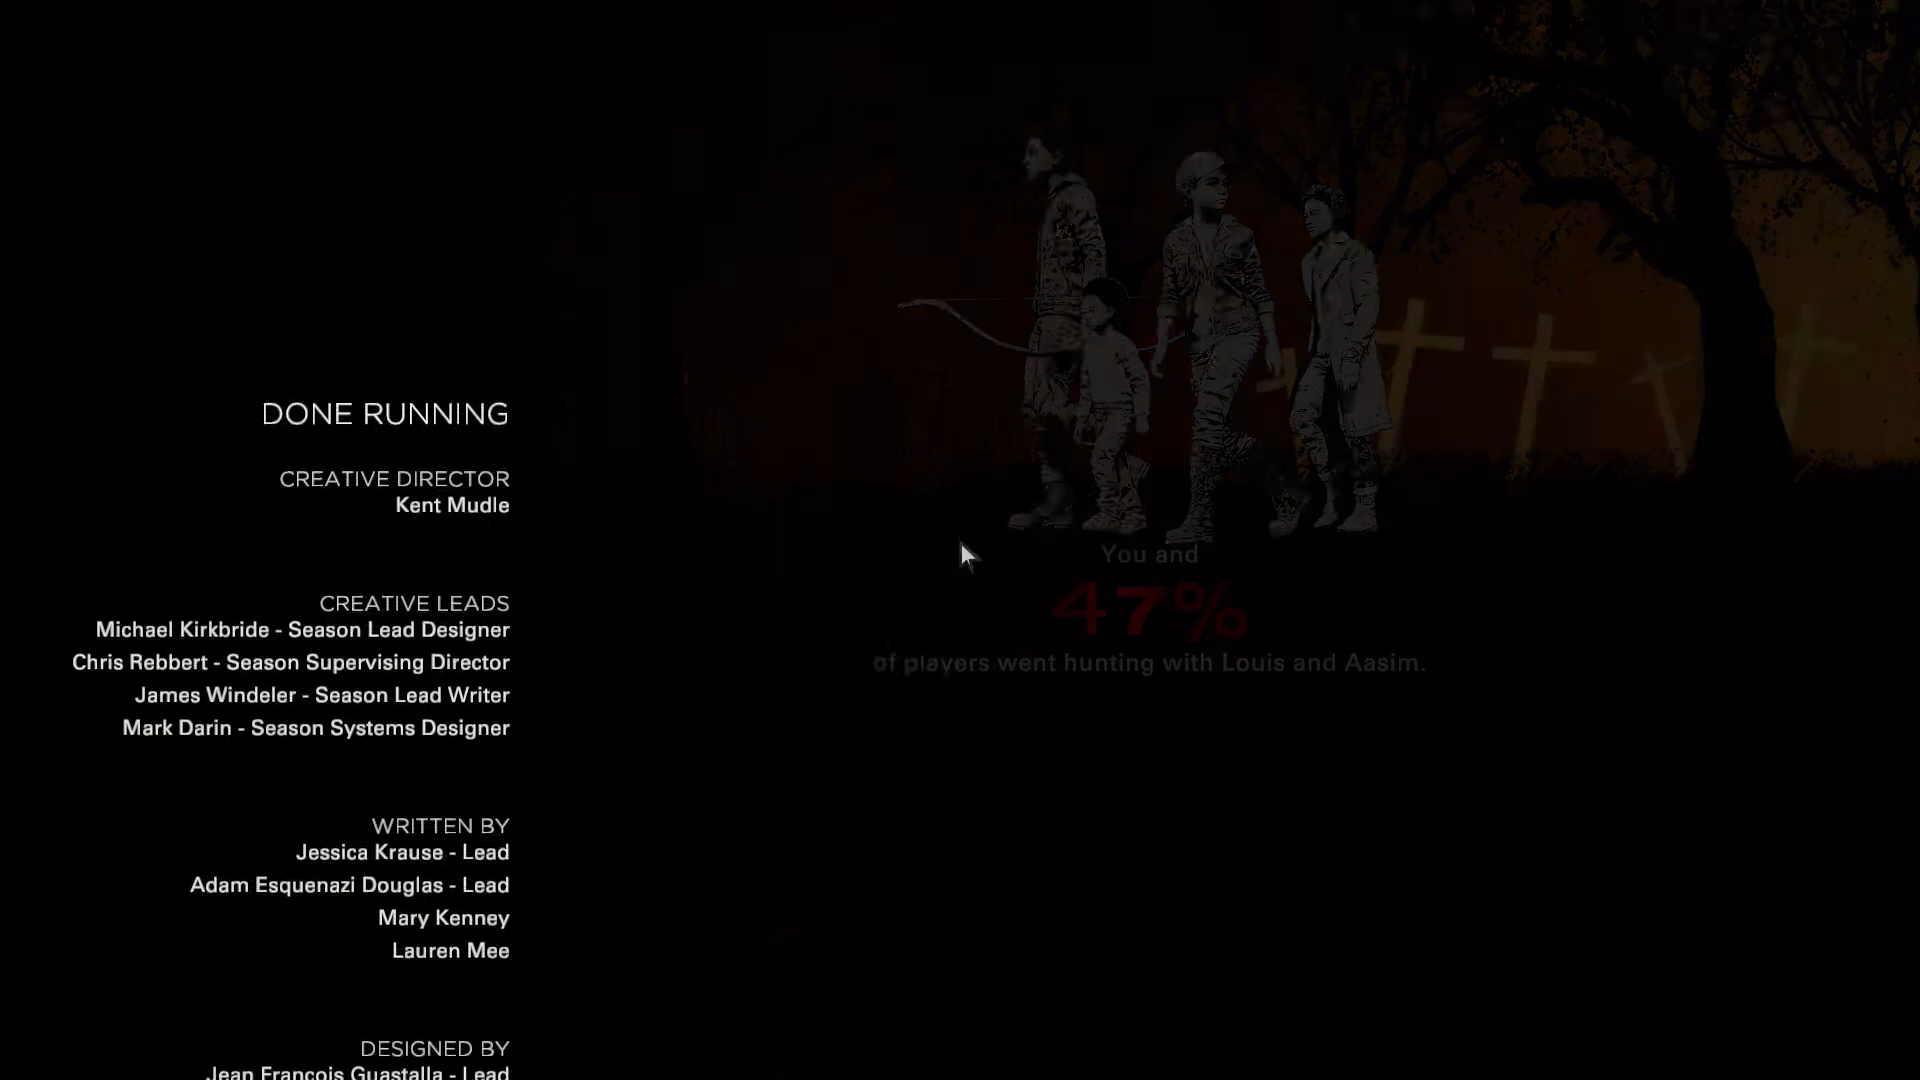 DONE RUNNING
CREATIVE DIRECTOR
Kent Mudle
CREATIVE LEADS
Michael Kirkbride - Season Lead Designer
Chris Rebbert - Season Supervising Director
James Windeler - Season Lead Writer
Mark Darin - Season Systems Designer
WRITTEN BY
Jessica Krause - Lead
Adam Esquenazi Douglas - Lead
Mary Kenney
Lauren Mee
DESIGNED BY
Jean Francois Guastalla - Lead
You and
47%
of players went hunting with Louis and Aasim.